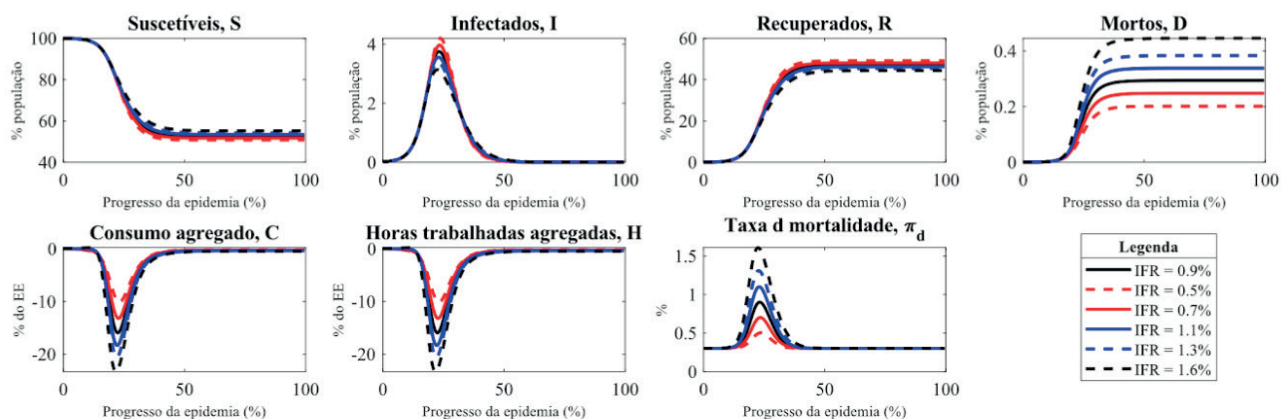 Suscetíveis, S
% população
100
80
60
40
0
50
100
Progresso da epidemia (%)
Infectados, I
% população
4
2
0
0
50
100
Progresso da epidemia (%)
Recuperados, R
% população
60
40
20
0
0
50
100
Progresso da epidemia (%)
Mortos, D
% população
0.4
0.2
0
0
50
100
Progresso da epidemia (%)
Consumo agregado, C
% do EE
0
-10
-20
0
50
100
Progresso da epidemia (%)
Horas trabalhadas agregadas, H
% do EE
0
-10
-20
0
50
100
Progresso da epidemia (%)
Taxa d mortalidade, π_d
%
1.5
1
0.5
0
0
50
100
Progresso da epidemia (%)
Legenda
IFR = 0.9%
IFR = 0.5%
IFR = 0.7%
IFR = 1.1%
IFR = 1.3%
IFR = 1.6%